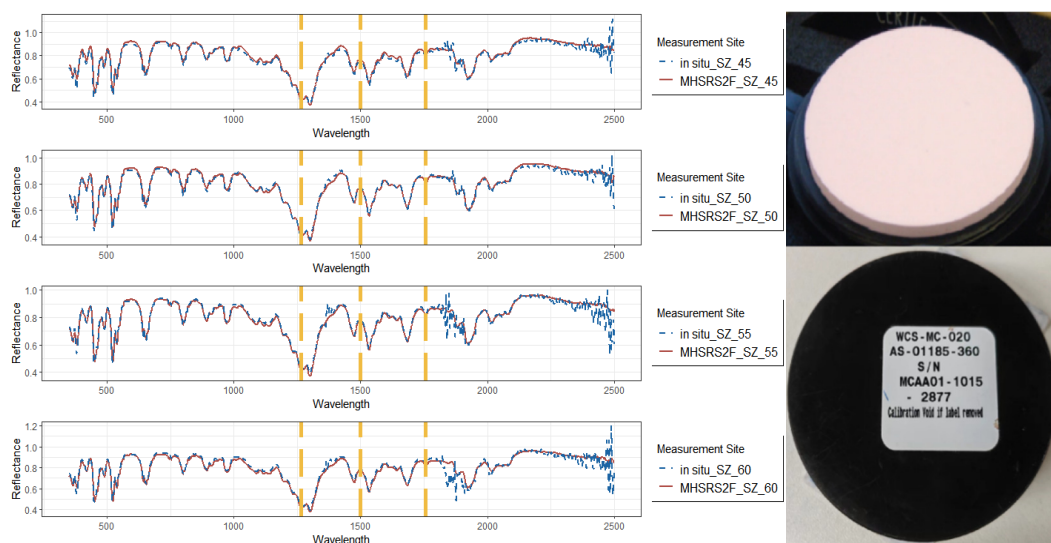 1.0
0.8
0.6
0.4
Reflectance
500
1000
1500
2000
2500
Wavelength
Measurement Site
in situ_SZ_45
MHSRS2F_SZ_45
1.0
0.8
0.6
0.4
Reflectance
500
1000
1500
2000
2500
Wavelength
Measurement Site
in situ_SZ_50
MHSRS2F_SZ_50
1.0
0.8
0.6
0.4
Reflectance
500
1000
1500
2000
2500
Wavelength
Measurement Site
in situ_SZ_55
MHSRS2F_SZ_55
1.2
1.0
0.8
0.6
0.4
Reflectance
500
1000
1500
2000
2500
Wavelength
Measurement Site
in situ_SZ_60
MHSRS2F_SZ_60
WCS-MC-020
AS-01185-360
S/N
MCAA01-1015
- 2877
Calibration Void if label removed